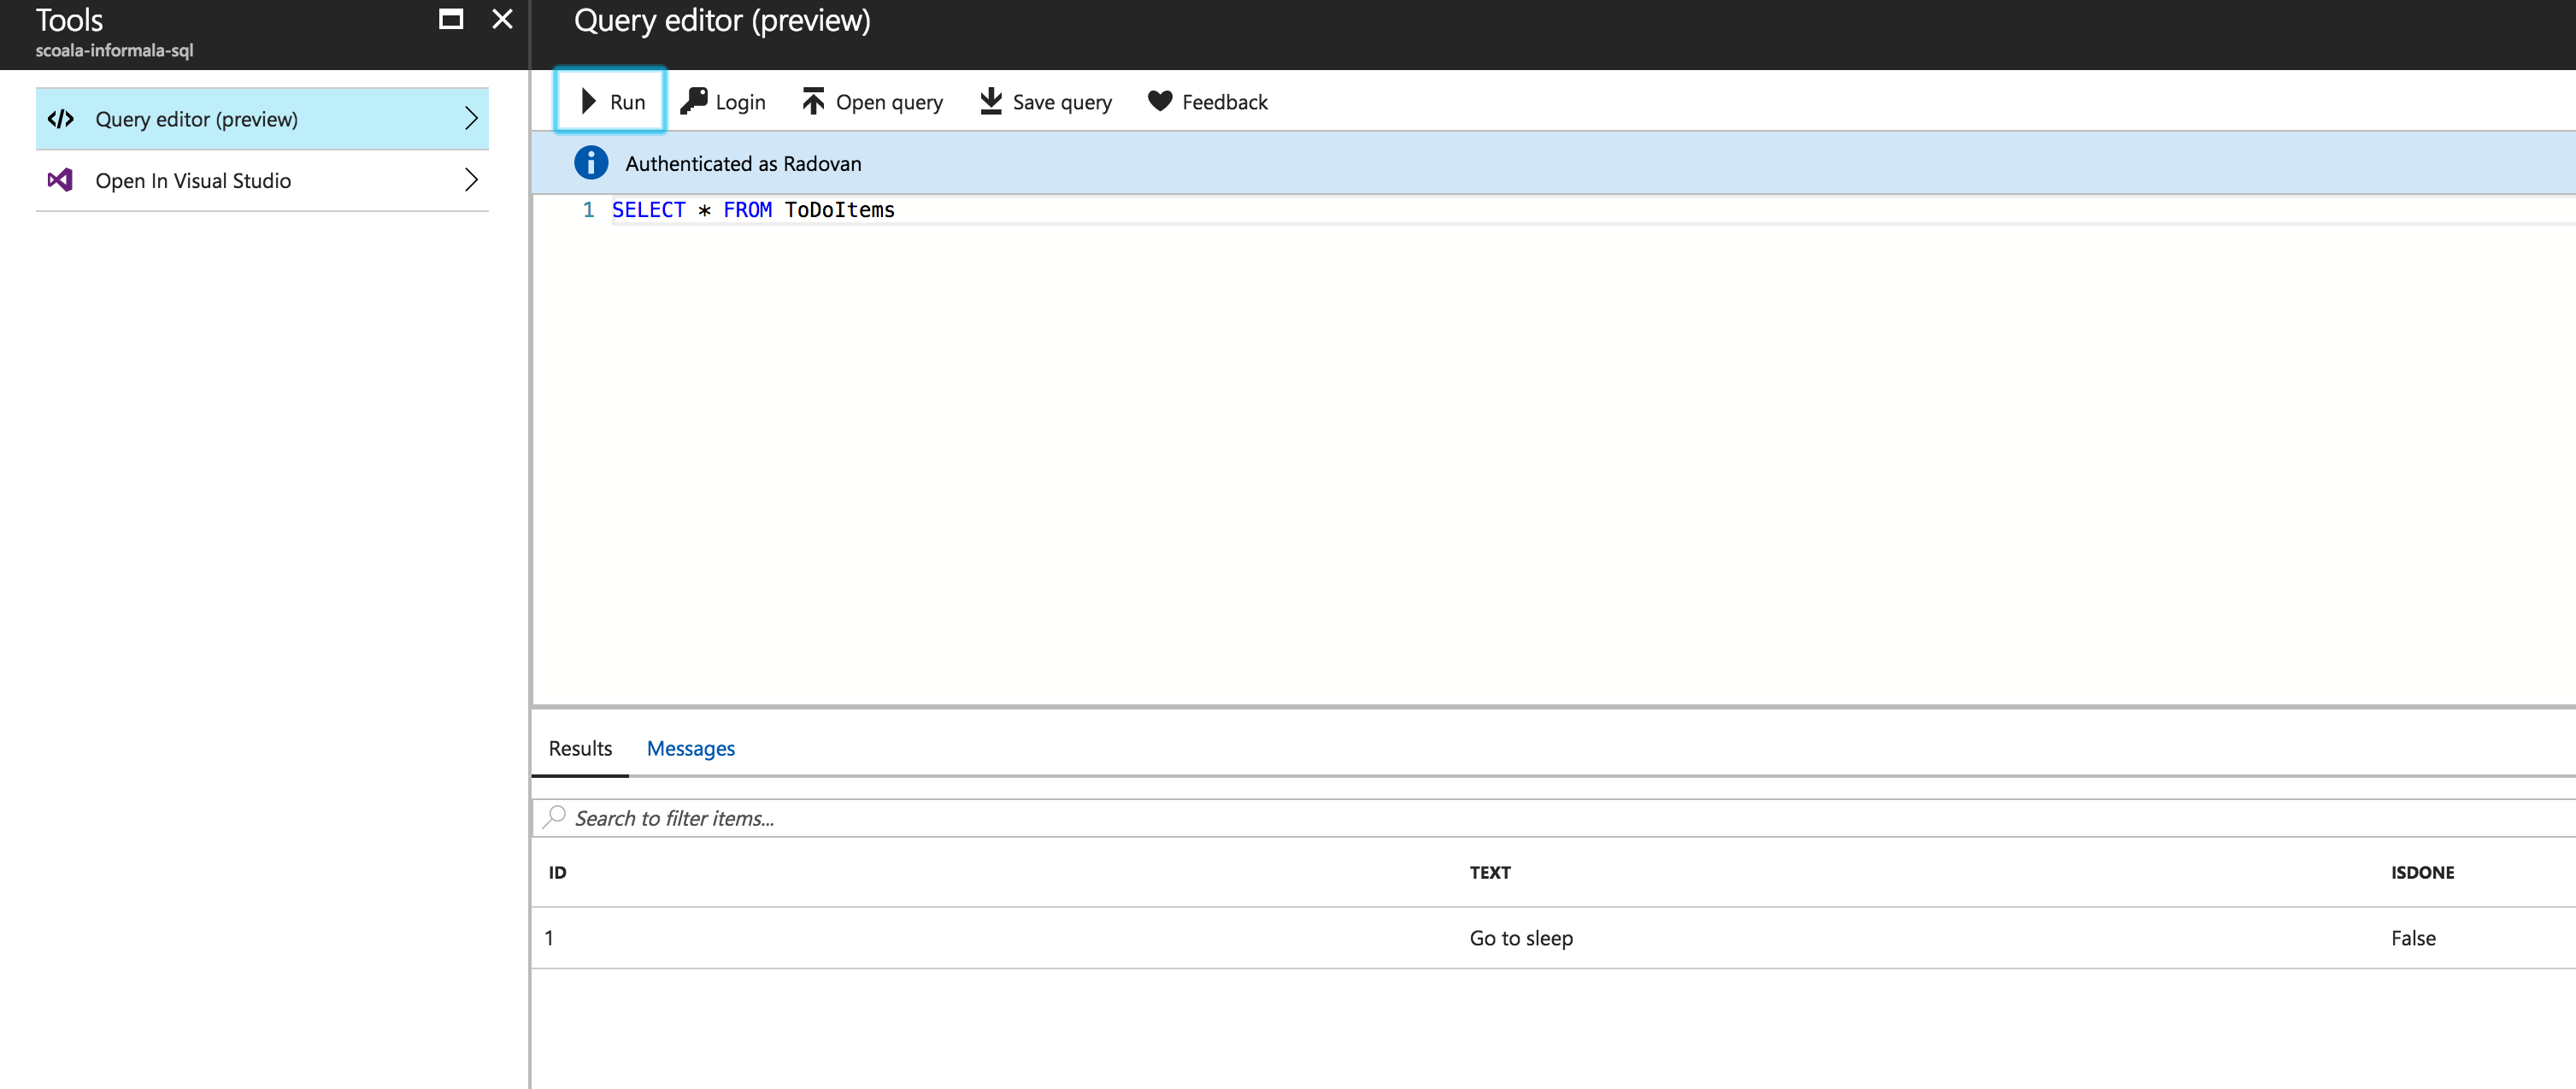 Tools
scoala-informala-sql
Query editor (preview)
Open In Visual Studio
Query editor (preview)
Run Login Open query Save query Feedback
Authenticated as Radovan
1 SELECT * FROM ToDoItems
Results Messages
Search to filter items...
ID TEXT ISDONE
1 Go to sleep False